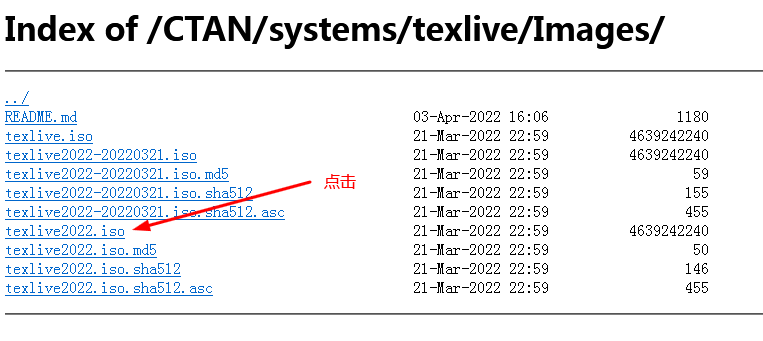 Index of /CTAN/systems/texlive/Images/
../
README.md 03-Apr-2022 16:06 1180
texlive.iso 21-Mar-2022 22:59 4639242240
texlive2022-20220321.iso 21-Mar-2022 22:59 4639242240
texlive2022-20220321.iso.md5 21-Mar-2022 22:59 59
texlive2022-20220321.iso.sha512 21-Mar-2022 22:59 155
点击
texlive2022-20220321.iso.sha512.asc 21-Mar-2022 22:59 455
texlive2022.iso 21-Mar-2022 22:59 4639242240
texlive2022.iso.md5 21-Mar-2022 22:59 50
texlive2022.iso.sha512 21-Mar-2022 22:59 146
texlive2022.iso.sha512.asc 21-Mar-2022 22:59 455